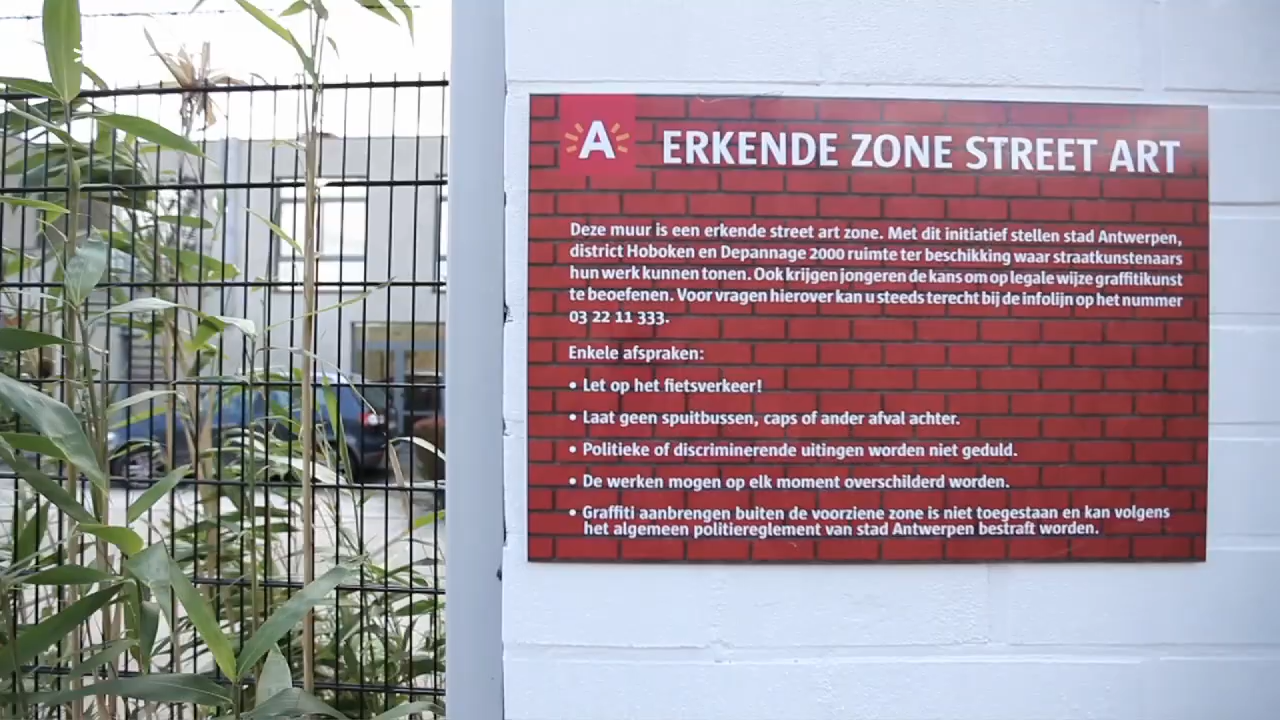 A ERKENDE ZONE STREET ART
Deze muur is een erkende street art zone. Met dit initiatief stellen stad Antwerpen,
district Hoboken en Depannage 2000 ruimte ter beschikking waar straatkunstenaars
hun werk kunnen tonen. Ook krijgen jongeren de kans om op legale wijze graffitikunst
te beoefenen. Voor vragen hierover kan u steeds terecht bij de infolijn op het nummer
03 22 11 333.
Enkele afspraken:
• Let op het fietsverkeer!
• Laat geen spuitbussen, caps of ander afval achter.
• Politieke of discriminerende uitingen worden niet geduld.
• De werken mogen op elk moment overschilderd worden.
• Graffiti aanbrengen buiten de voorziene zone is niet toegestaan en kan volgens
het algemeen politiereglement van stad Antwerpen bestraft worden.